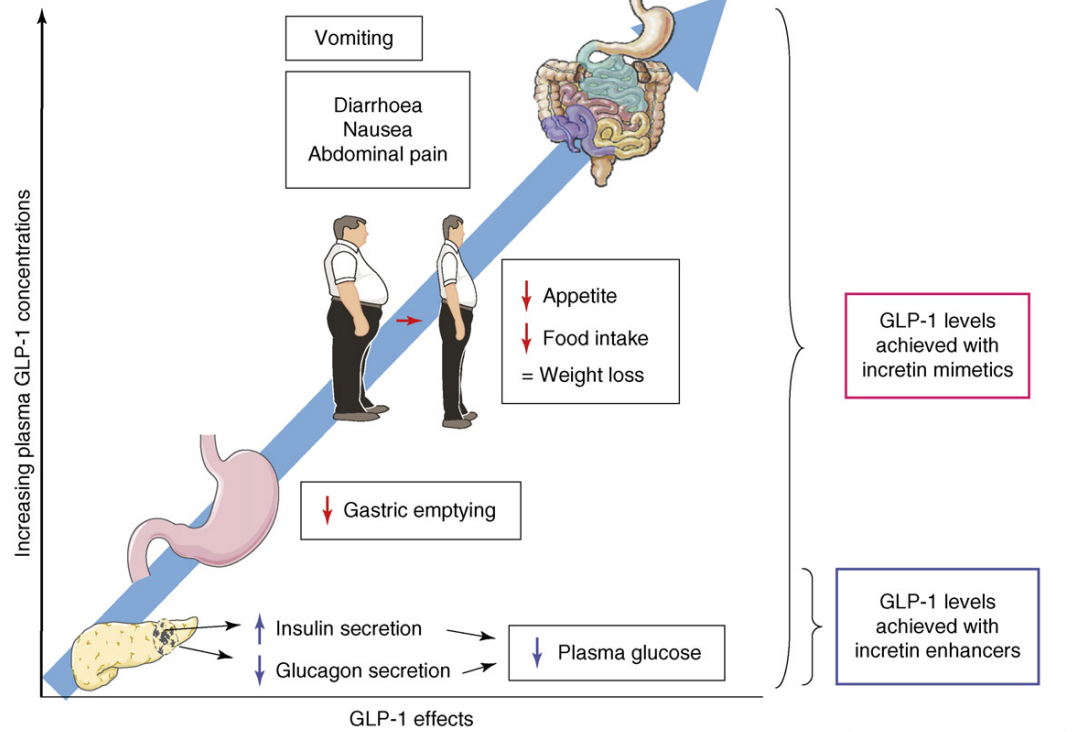 Vomiting
Diarrhoea
Nausea
Abdominal pain
Increasing plasma GLP-1 concentrations
Appetite
Food intake
= Weight loss
GLP-1 levels
achieved with
incretin mimetics
Gastric emptying
GLP-1 levels
achieved with
incretin enhancers
Insulin secretion
Glucagon secretion
Plasma glucose
GLP-1 effects